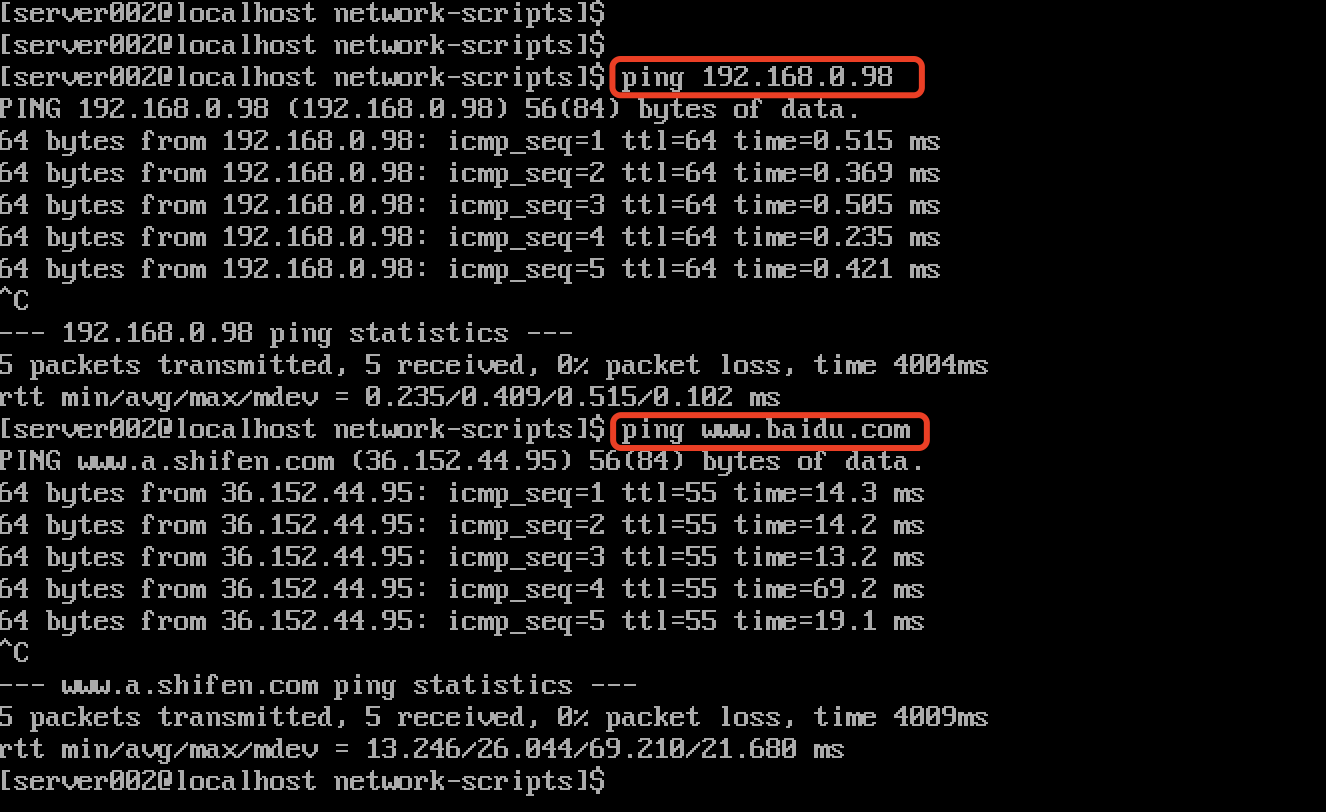 [server002@localhost network-scripts]$
[server002@localhost network-scripts]$
[server002@localhost network-scripts]$ ping 192.168.0.98
PING 192.168.0.98 (192.168.0.98) 56(84) bytes of data.
64 bytes from 192.168.0.98: icmp_seq=1 ttl=64 time=0.515 ms
64 bytes from 192.168.0.98: icmp_seq=2 ttl=64 time=0.369 ms
64 bytes from 192.168.0.98: icmp_seq=3 ttl=64 time=0.505 ms
64 bytes from 192.168.0.98: icmp_seq=4 ttl=64 time=0.235 ms
64 bytes from 192.168.0.98: icmp_seq=5 ttl=64 time=0.421 ms
^C
--- 192.168.0.98 ping statistics ---
5 packets transmitted, 5 received, 0% packet loss, time 4004ms
rtt min/avg/max/mdev = 0.235/0.409/0.515/0.102 ms
[server002@localhost network-scripts]$ ping www.baidu.com
PING www.a.shifen.com (36.152.44.95) 56(84) bytes of data.
64 bytes from 36.152.44.95: icmp_seq=1 ttl=55 time=14.3 ms
64 bytes from 36.152.44.95: icmp_seq=2 ttl=55 time=14.2 ms
64 bytes from 36.152.44.95: icmp_seq=3 ttl=55 time=13.2 ms
64 bytes from 36.152.44.95: icmp_seq=4 ttl=55 time=69.2 ms
64 bytes from 36.152.44.95: icmp_seq=5 ttl=55 time=19.1 ms
^C
--- www.a.shifen.com ping statistics ---
5 packets transmitted, 5 received, 0% packet loss, time 4009ms
rtt min/avg/max/mdev = 13.246/26.044/69.210/21.680 ms
[server002@localhost network-scripts]$